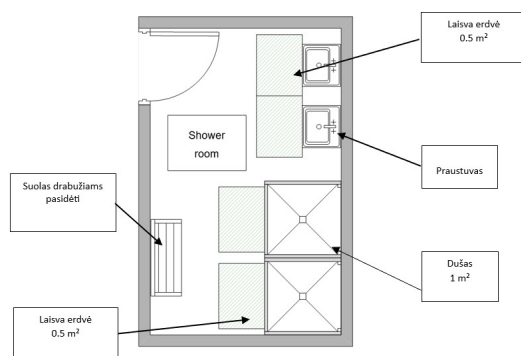 Laisva erdvė
0.5 m²
Shower
room
Praustuvas
Suolas drabužiams
pasidėti
Dušas
1 m²
Laisva erdvė
0.5 m²